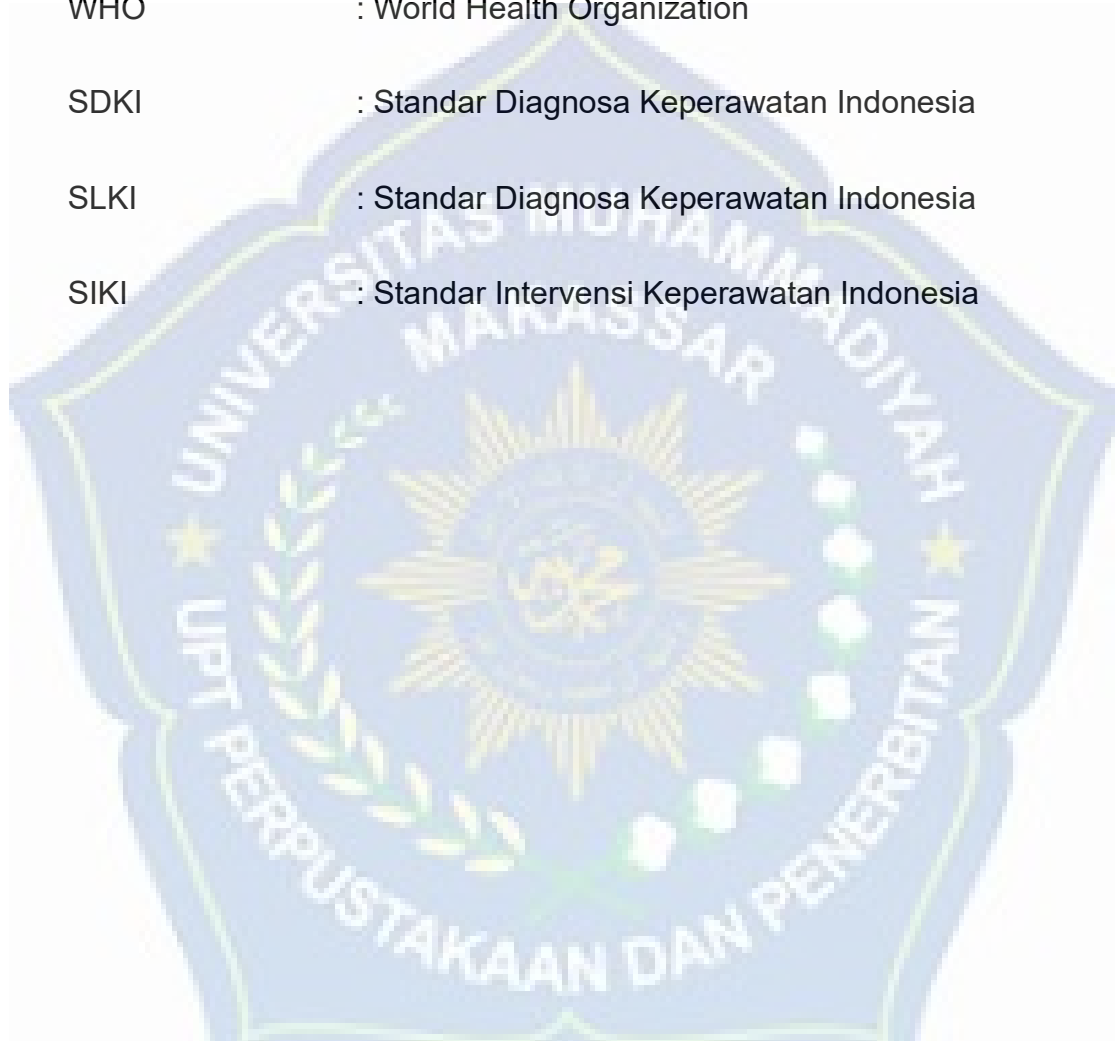 WHO : World Health Organization
SDKI : Standar Diagnosa Keperawatan Indonesia
SLKI : Standar Diagnosa Keperawatan Indonesia
SIKI : Standar Intervensi Keperawatan Indonesia
UNIVERSITAS MUHAMMADIYAH
MAKASSAR
UPT PERPUSTAKAAN DAN PENERBITAN